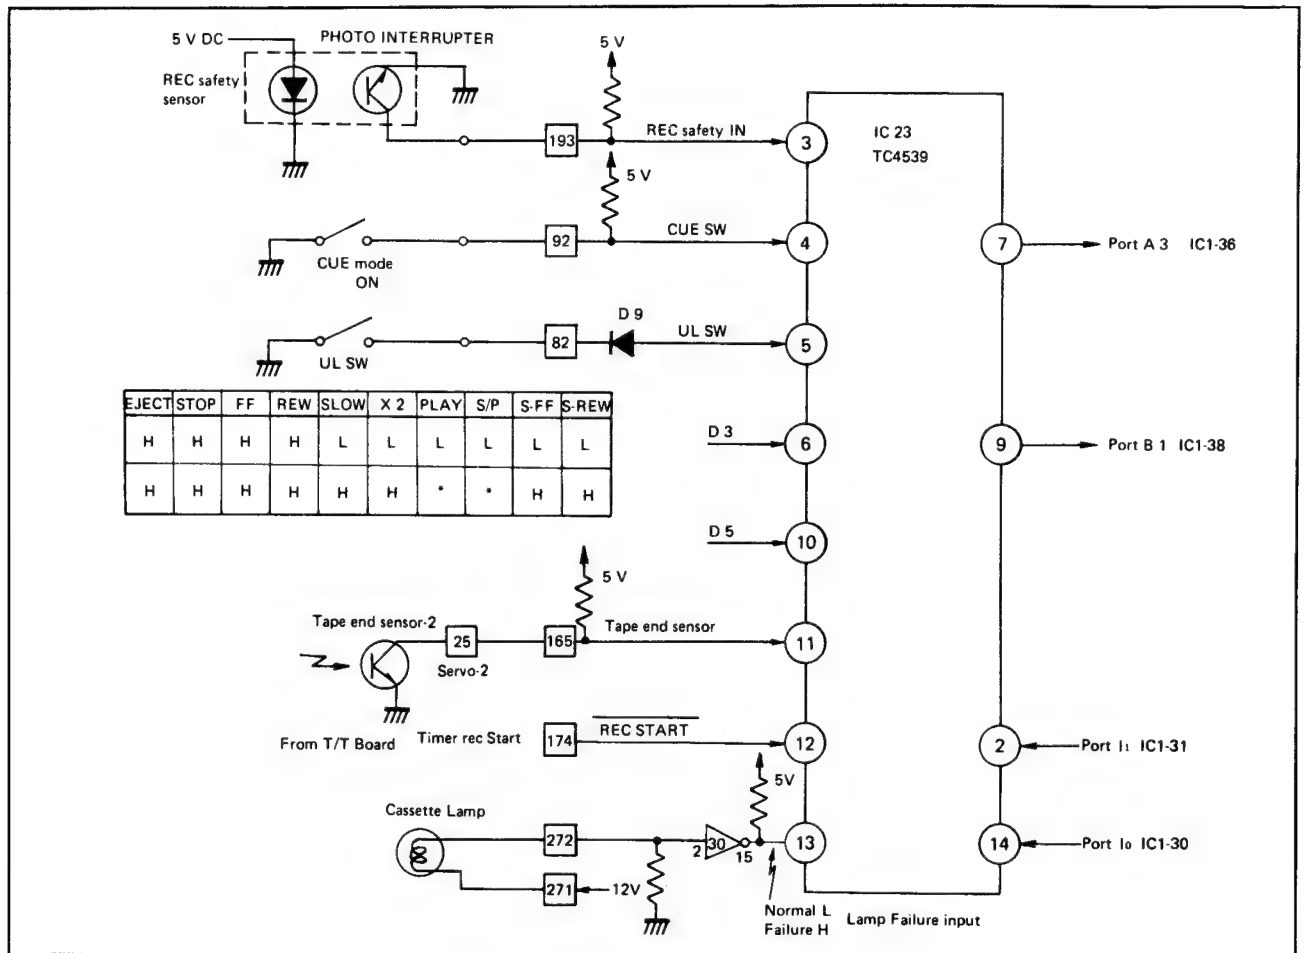 5 V DC
PHOTO INTERRUPTER
REC safety
sensor
5 V
193
REC safety IN
3
IC 23
TC4539
5 V
CUE mode
ON
92
CUE SW
4
7
Port A 3 IC1-36
UL SW
82
D 9
UL SW
5
EJECT STOP FF REW SLOW X 2 PLAY S/P S-FF S-REW
H H H H L L L L L L
H H H H H H * * H H
D 3
6
9
Port B 1 IC1-38
D 5
10
5 V
Tape end sensor-2
25
Servo-2
165
Tape end sensor
11
From T/T Board
Timer rec Start
174
REC START
12
2
Port I1 IC1-31
5V
Cassette Lamp
272
2
30
15
13
14
Port I0 IC1-30
271
12V
Normal L
Failure H
Lamp Failure input